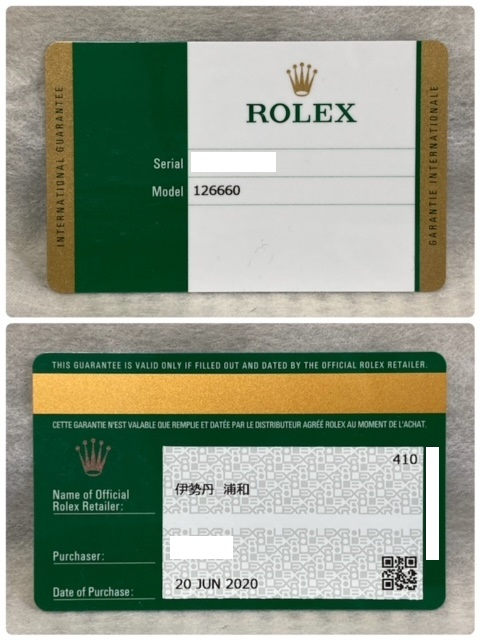 INTERNATIONAL GUARANTEE
ROLEX
Serial
Model 126660
GARANTIE INTERNATIONALE
THIS GUARANTEE IS VALID ONLY IF FILLED OUT AND DATED BY THE OFFICIAL ROLEX RETAILER.
CETTE GARANTIE N'EST VALABLE QUE REMPLIE ET DATÉE PAR LE DISTRIBUTEUR AGRÉÉ ROLEX AU MOMENT DE L'ACHAT.
410
Name of Official
Rolex Retailer:
伊勢丹 浦和
Purchaser:
Date of Purchase:
20 JUN 2020